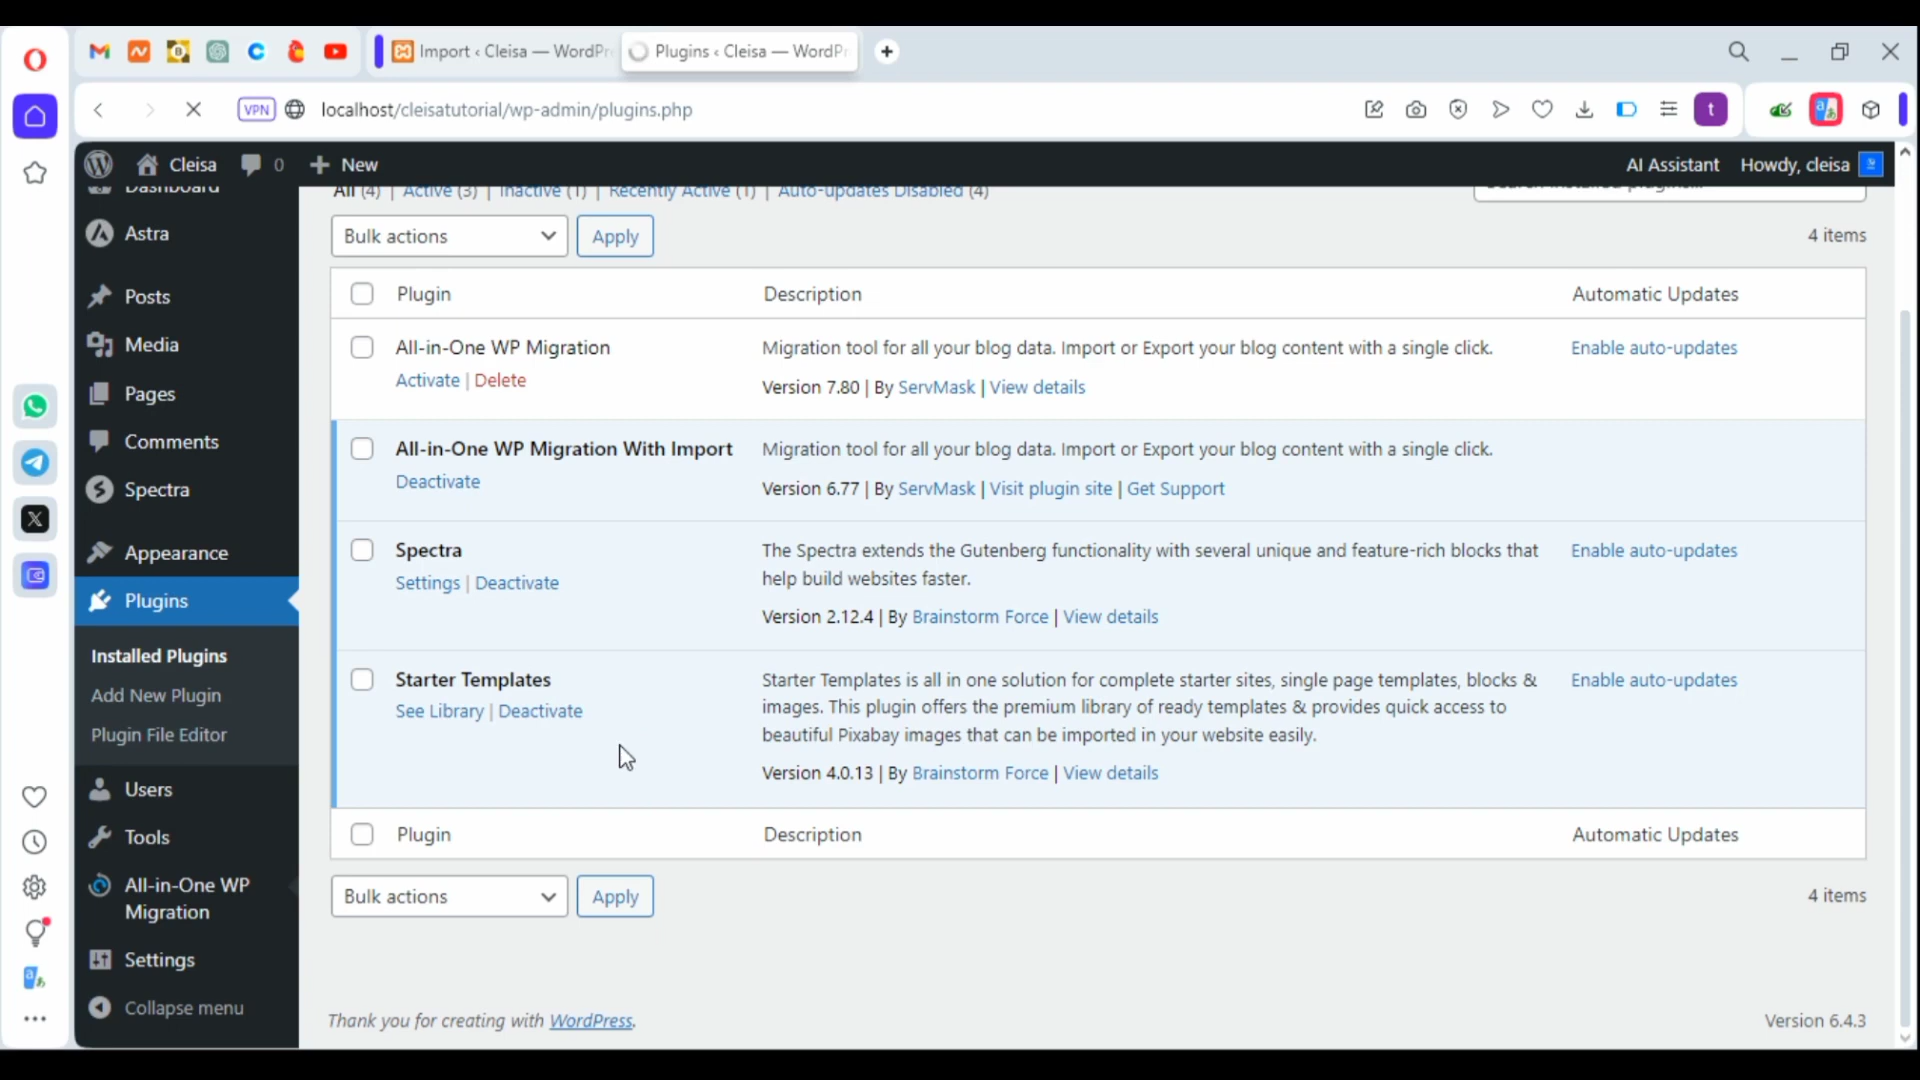 Import ‹ Cleisa — WordPre
Plugins ‹ Cleisa — WordPr
VPN
localhost/cleisatutorial/wp-admin/plugins.php
t
Cleisa
0
New
AI Assistant
Howdy, cleisa
Dashboard
All (4) | Active (3) | Inactive (1) | Recently Active (1) | Auto-updates Disabled (4)
Search installed plugins...
Bulk actions
Apply
4 items
Plugin
Description
Automatic Updates
All-in-One WP Migration
Activate | Delete
Migration tool for all your blog data. Import or Export your blog content with a single click.
Version 7.80 | By ServMask | View details
Enable auto-updates
All-in-One WP Migration With Import
Deactivate
Migration tool for all your blog data. Import or Export your blog content with a single click.
Version 6.77 | By ServMask | Visit plugin site | Get Support
Spectra
Settings | Deactivate
The Spectra extends the Gutenberg functionality with several unique and feature-rich blocks that
help build websites faster.
Version 2.12.4 | By Brainstorm Force | View details
Enable auto-updates
Starter Templates
See Library | Deactivate
Starter Templates is all in one solution for complete starter sites, single page templates, blocks &
images. This plugin offers the premium library of ready templates & provides quick access to
beautiful Pixabay images that can be imported in your website easily.
Version 4.0.13 | By Brainstorm Force | View details
Enable auto-updates
Plugin
Description
Automatic Updates
Bulk actions
Apply
4 items
Thank you for creating with WordPress.
Version 6.4.3
Astra
Posts
Media
Pages
Comments
Spectra
Appearance
Plugins
Installed Plugins
Add New Plugin
Plugin File Editor
Users
Tools
All-in-One WP
Migration
Settings
Collapse menu